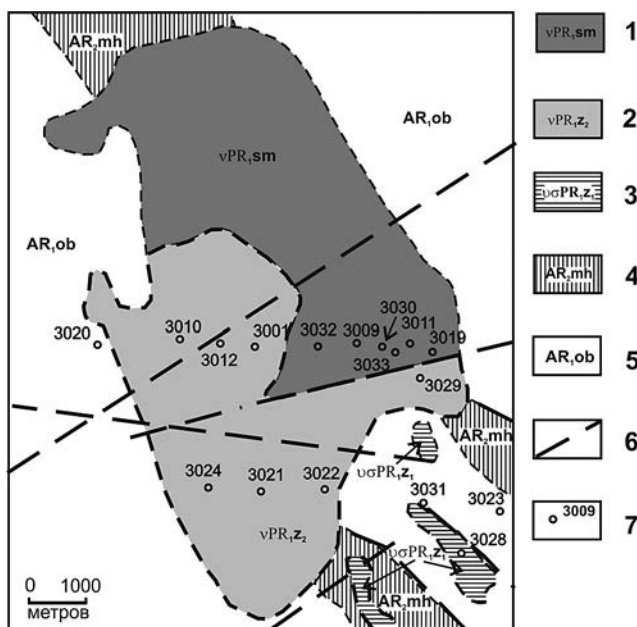 AR₂mh
νPR₁sm
AR₁ob
AR₁ob
3020
3010
3012
3001
3032
3009
3030
3033
3011
3019
3029
3024
3021
3022
νPR₁z₂
υσPR₁z₁
AR₂mh
3031
3023
3028
υσPR₁z₁
AR₂mh
0 1000
метров
νPR₁sm 1
νPR₁z₂ 2
υσPR₁z₁ 3
AR₂mh 4
AR₁ob 5
6
3009 7